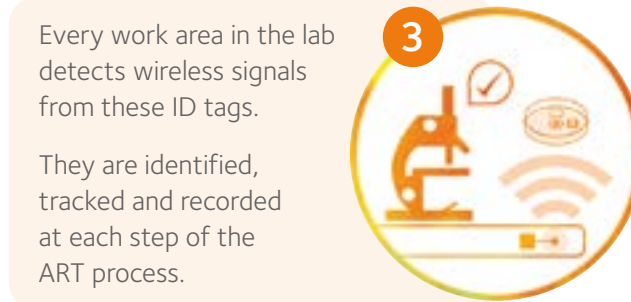 Every work area in the lab
detects wireless signals
from these ID tags.
They are identified,
tracked and recorded
at each step of the
ART process.
3